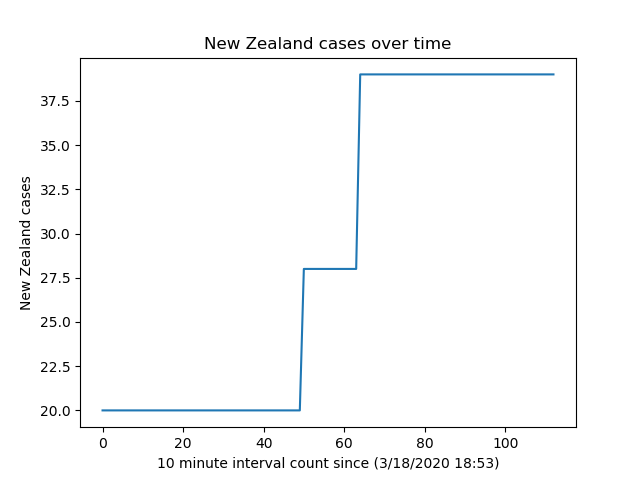 New Zealand cases over time
37.5
35.0
32.5
30.0
27.5
25.0
22.5
20.0
New Zealand cases
0 20 40 60 80 100
10 minute interval count since (3/18/2020 18:53)